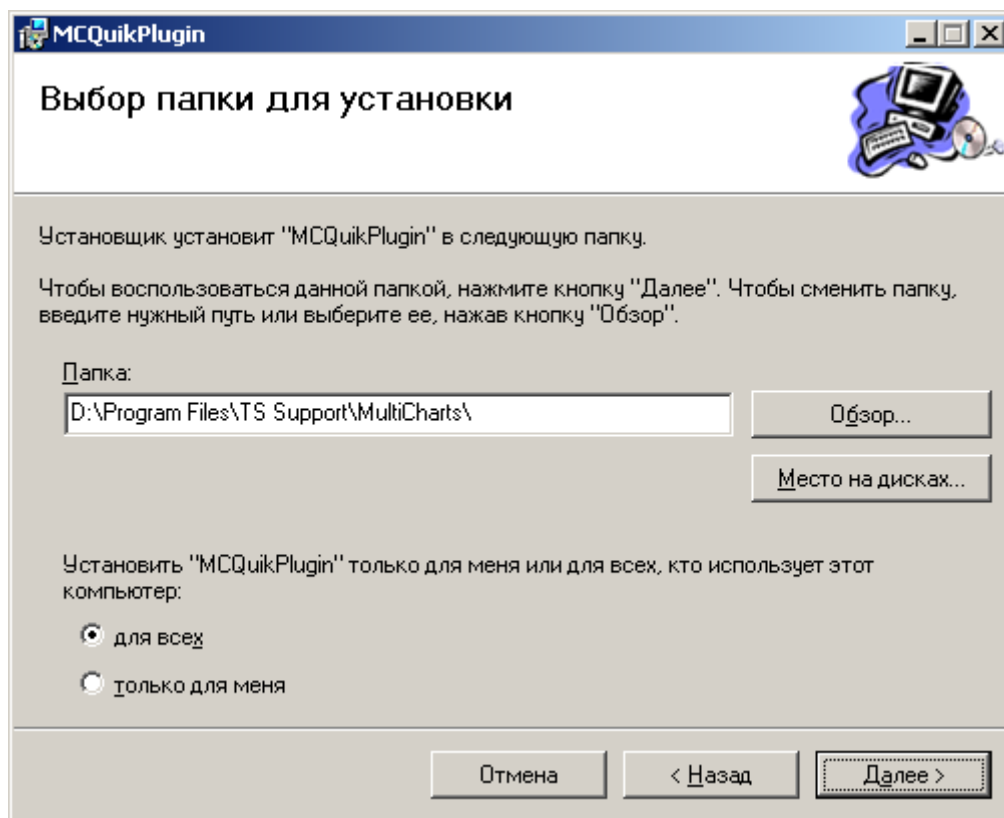 MCQuikPlugin
Выбор папки для установки
Установщик установит "MCQuikPlugin" в следующую папку.
Чтобы воспользоваться данной папкой, нажмите кнопку "Далее". Чтобы сменить папку,
введите нужный путь или выберите ее, нажав кнопку "Обзор".
Папка:
D:\Program Files\TS Support\MultiCharts\
Обзор...
Место на дисках...
Установить "MCQuikPlugin" только для меня или для всех, кто использует этот
компьютер:
для всех
только для меня
Отмена
< Назад
Далее >